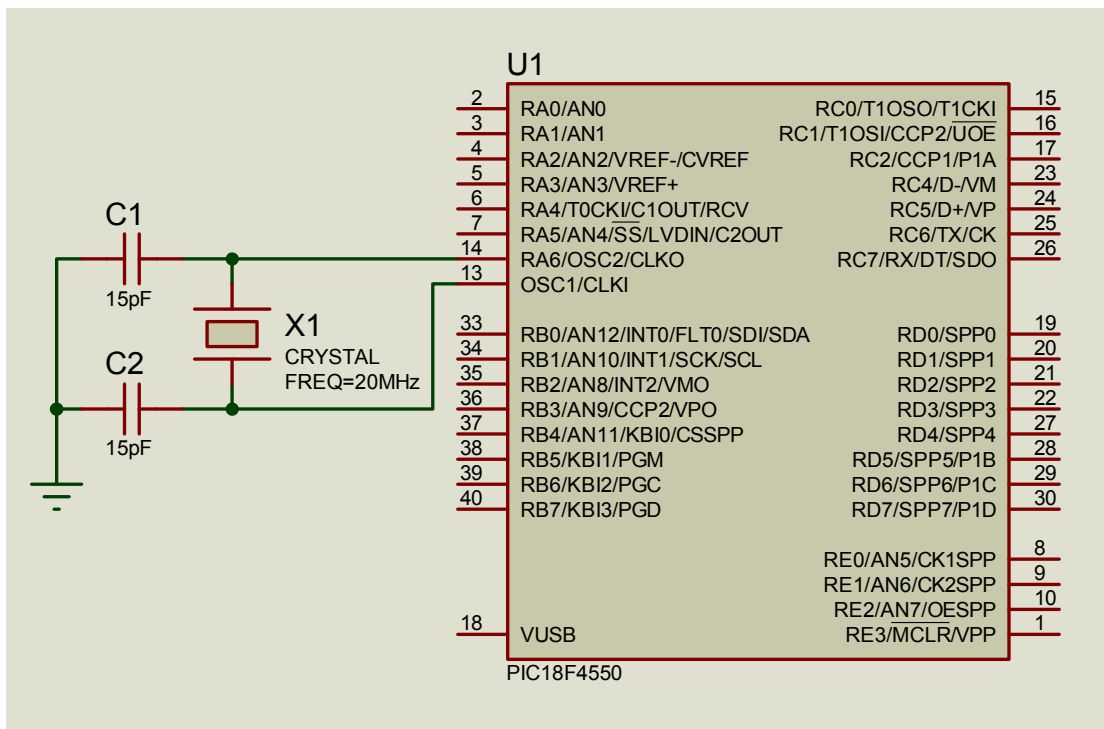 U1
2 RA0/AN0 RC0/T1OSO/T1CKI 15
3 RA1/AN1 RC1/T1OSI/CCP2/UOE 16
4 RA2/AN2/VREF-/CVREF RC2/CCP1/P1A 17
5 RA3/AN3/VREF+ RC4/D-/VM 23
6 RA4/T0CKI/C1OUT/RCV RC5/D+/VP 24
7 RA5/AN4/SS/LVDIN/C2OUT RC6/TX/CK 25
14 RA6/OSC2/CLKO RC7/RX/DT/SDO 26
13 OSC1/CLKI
33 RB0/AN12/INT0/FLT0/SDI/SDA RD0/SPP0 19
34 RB1/AN10/INT1/SCK/SCL RD1/SPP1 20
35 RB2/AN8/INT2/VMO RD2/SPP2 21
36 RB3/AN9/CCP2/VPO RD3/SPP3 22
37 RB4/AN11/KBI0/CSSPP RD4/SPP4 27
38 RB5/KBI1/PGM RD5/SPP5/P1B 28
39 RB6/KBI2/PGC RD6/SPP6/P1C 29
40 RB7/KBI3/PGD RD7/SPP7/P1D 30
RE0/AN5/CK1SPP 8
RE1/AN6/CK2SPP 9
RE2/AN7/OESPP 10
18 VUSB RE3/MCLR/VPP 1
PIC18F4550
C1
15pF
X1
CRYSTAL
FREQ=20MHz
C2
15pF